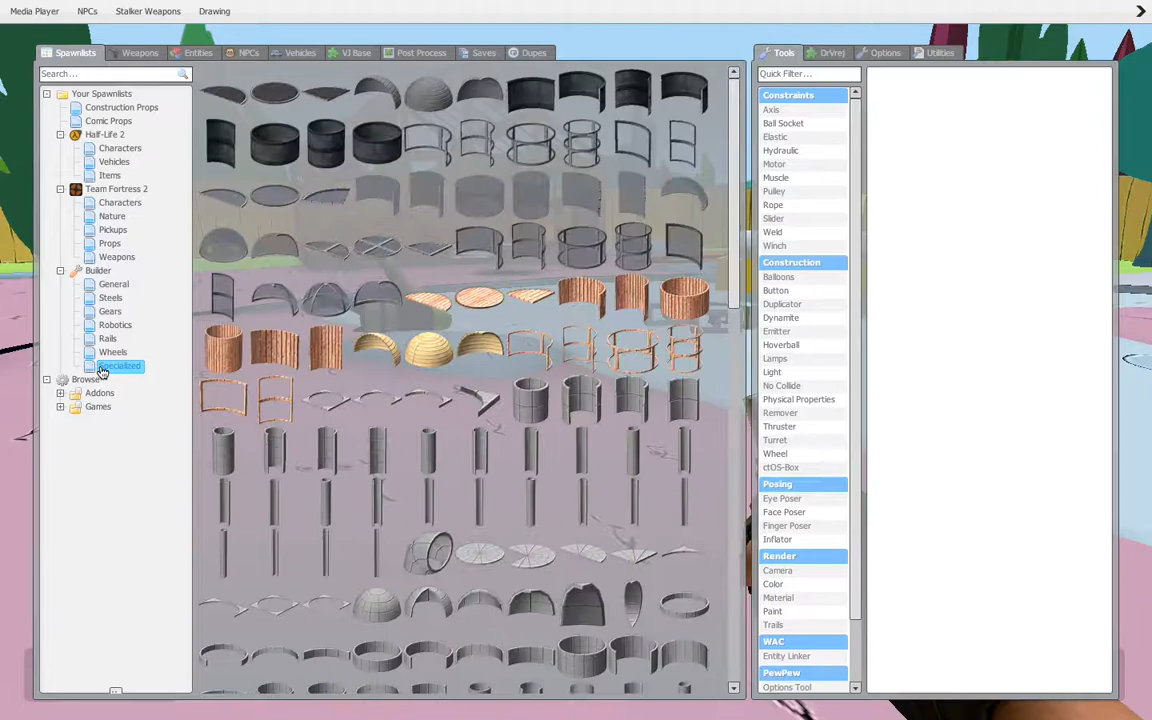 Media Player NPCs Stalker Weapons Drawing
Spawnlists Weapons Entities NPCs Vehicles VJ Base Post Process Saves Dupes
Search...
Your Spawnlists
Construction Props
Comic Props
Half-Life 2
Characters
Vehicles
Items
Team Fortress 2
Characters
Nature
Pickups
Props
Weapons
Builder
General
Steels
Gears
Robotics
Rails
Wheels
Specialized
Browse
Addons
Games
Tools DrVrej Options Utilities
Quick Filter...
Constraints
Axis
Ball Socket
Elastic
Hydraulic
Motor
Muscle
Pulley
Rope
Slider
Weld
Winch
Construction
Balloons
Button
Duplicator
Dynamite
Emitter
Hoverball
Lamps
Light
No Collide
Physical Properties
Remover
Thruster
Turret
Wheel
ctOS-Box
Posing
Eye Poser
Face Poser
Finger Poser
Inflator
Render
Camera
Color
Material
Paint
Trails
WAC
Entity Linker
PewPew
Options Tool